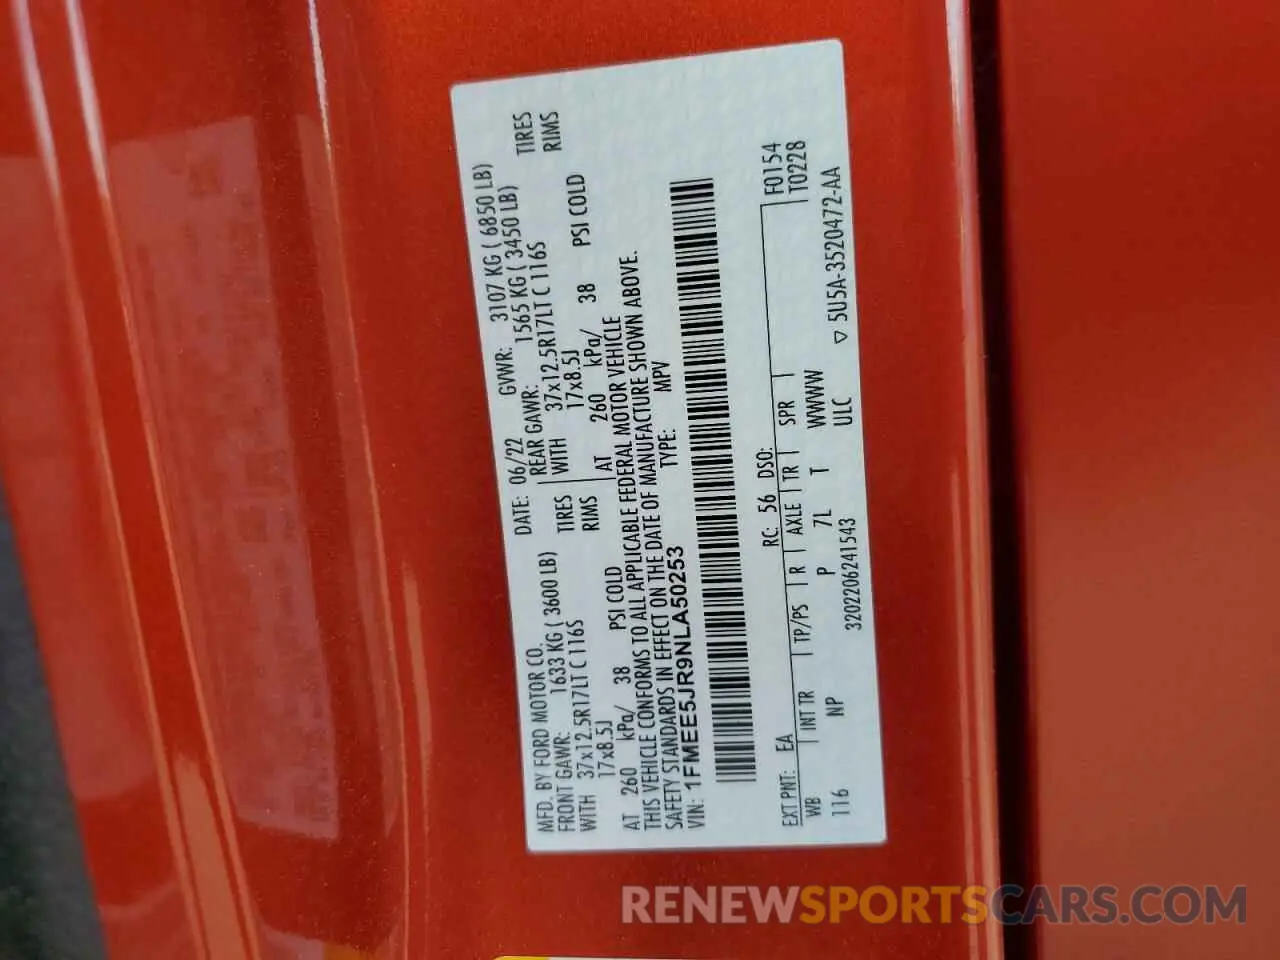 MFD. BY FORD MOTOR CO.
DATE: 06/22 GVWR: 3107 KG ( 6850 LB)
FRONT GAWR: 1633 KG ( 3600 LB) REAR GAWR: 1565 KG ( 3450 LB)
WITH 37x12.5R17LT C 116S TIRES WITH 37x12.5R17LT C 116S TIRES
17x8.5J RIMS 17x8.5J RIMS
AT 260 kPa/ 38 PSI COLD AT 260 kPa/ 38 PSI COLD
THIS VEHICLE CONFORMS TO ALL APPLICABLE FEDERAL MOTOR VEHICLE
SAFETY STANDARDS IN EFFECT ON THE DATE OF MANUFACTURE SHOWN ABOVE.
VIN: 1FMEE5JR9NLA50253 TYPE: MPV
F0154
EXT PNT: EA RC: 56 DSO: T0228
WB INT TR TP/PS R AXLE TR SPR
116 NP P 7L T WWWW
3202206241543 ULC ▽ 5U5A-3520472-AA
RENEWSPORTSCARS.COM